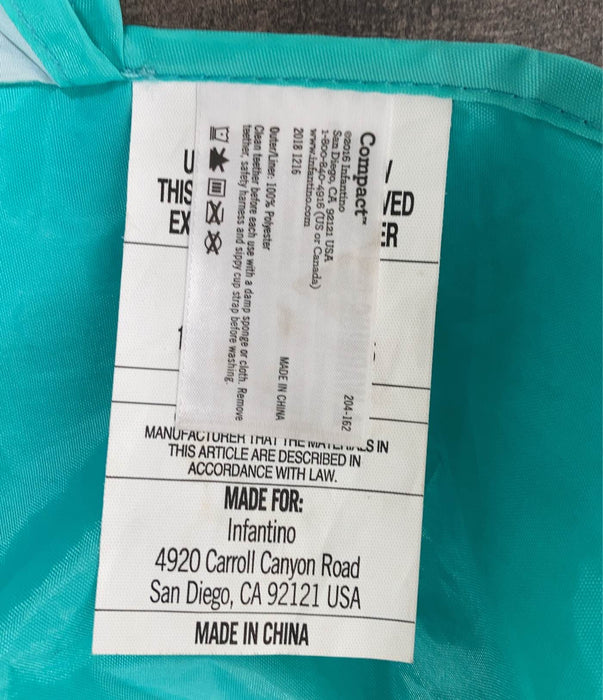 Compact™
©2016 Infantino
San Diego, CA 92121 USA
1-800-840-4916 (US or Canada)
www.infantino.com
2018 1216
204-162
Outer/Liner: 100% Polyester
MADE IN CHINA
Clean teether before each use with a damp sponge or cloth. Remove
teether, safety harness and sippy cup strap before washing.
U
THIS VED
EX ER
MANUFACTURER THAT THE MATERIALS IN
THIS ARTICLE ARE DESCRIBED IN
ACCORDANCE WITH LAW.
MADE FOR:
Infantino
4920 Carroll Canyon Road
San Diego, CA 92121 USA
MADE IN CHINA